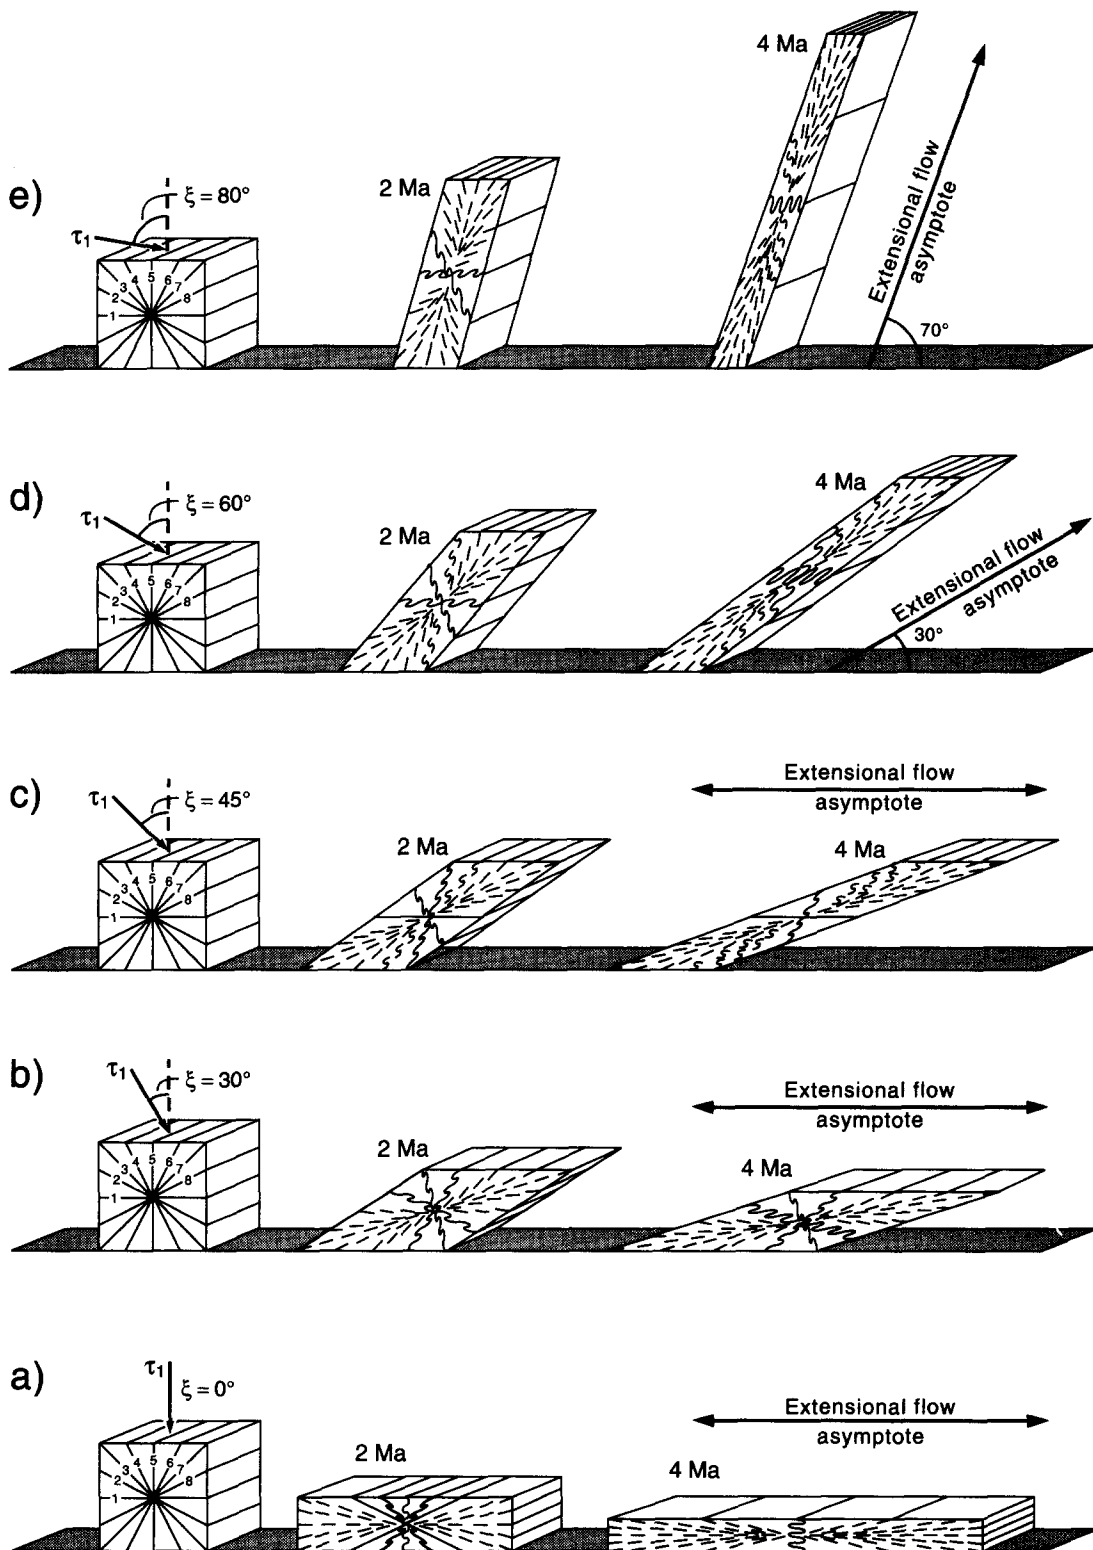 e)
ξ = 80°
τ1
1 2 3 4 5 6 7 8
2 Ma
4 Ma
Extensional flow
asymptote
70°
d)
ξ = 60°
τ1
1 2 3 4 5 6 7 8
2 Ma
4 Ma
Extensional flow
asymptote
30°
c)
ξ = 45°
τ1
1 2 3 4 5 6 7 8
2 Ma
4 Ma
Extensional flow
asymptote
b)
ξ = 30°
τ1
1 2 3 4 5 6 7 8
2 Ma
4 Ma
Extensional flow
asymptote
a)
τ1
ξ = 0°
1 2 3 4 5 6 7 8
2 Ma
4 Ma
Extensional flow
asymptote